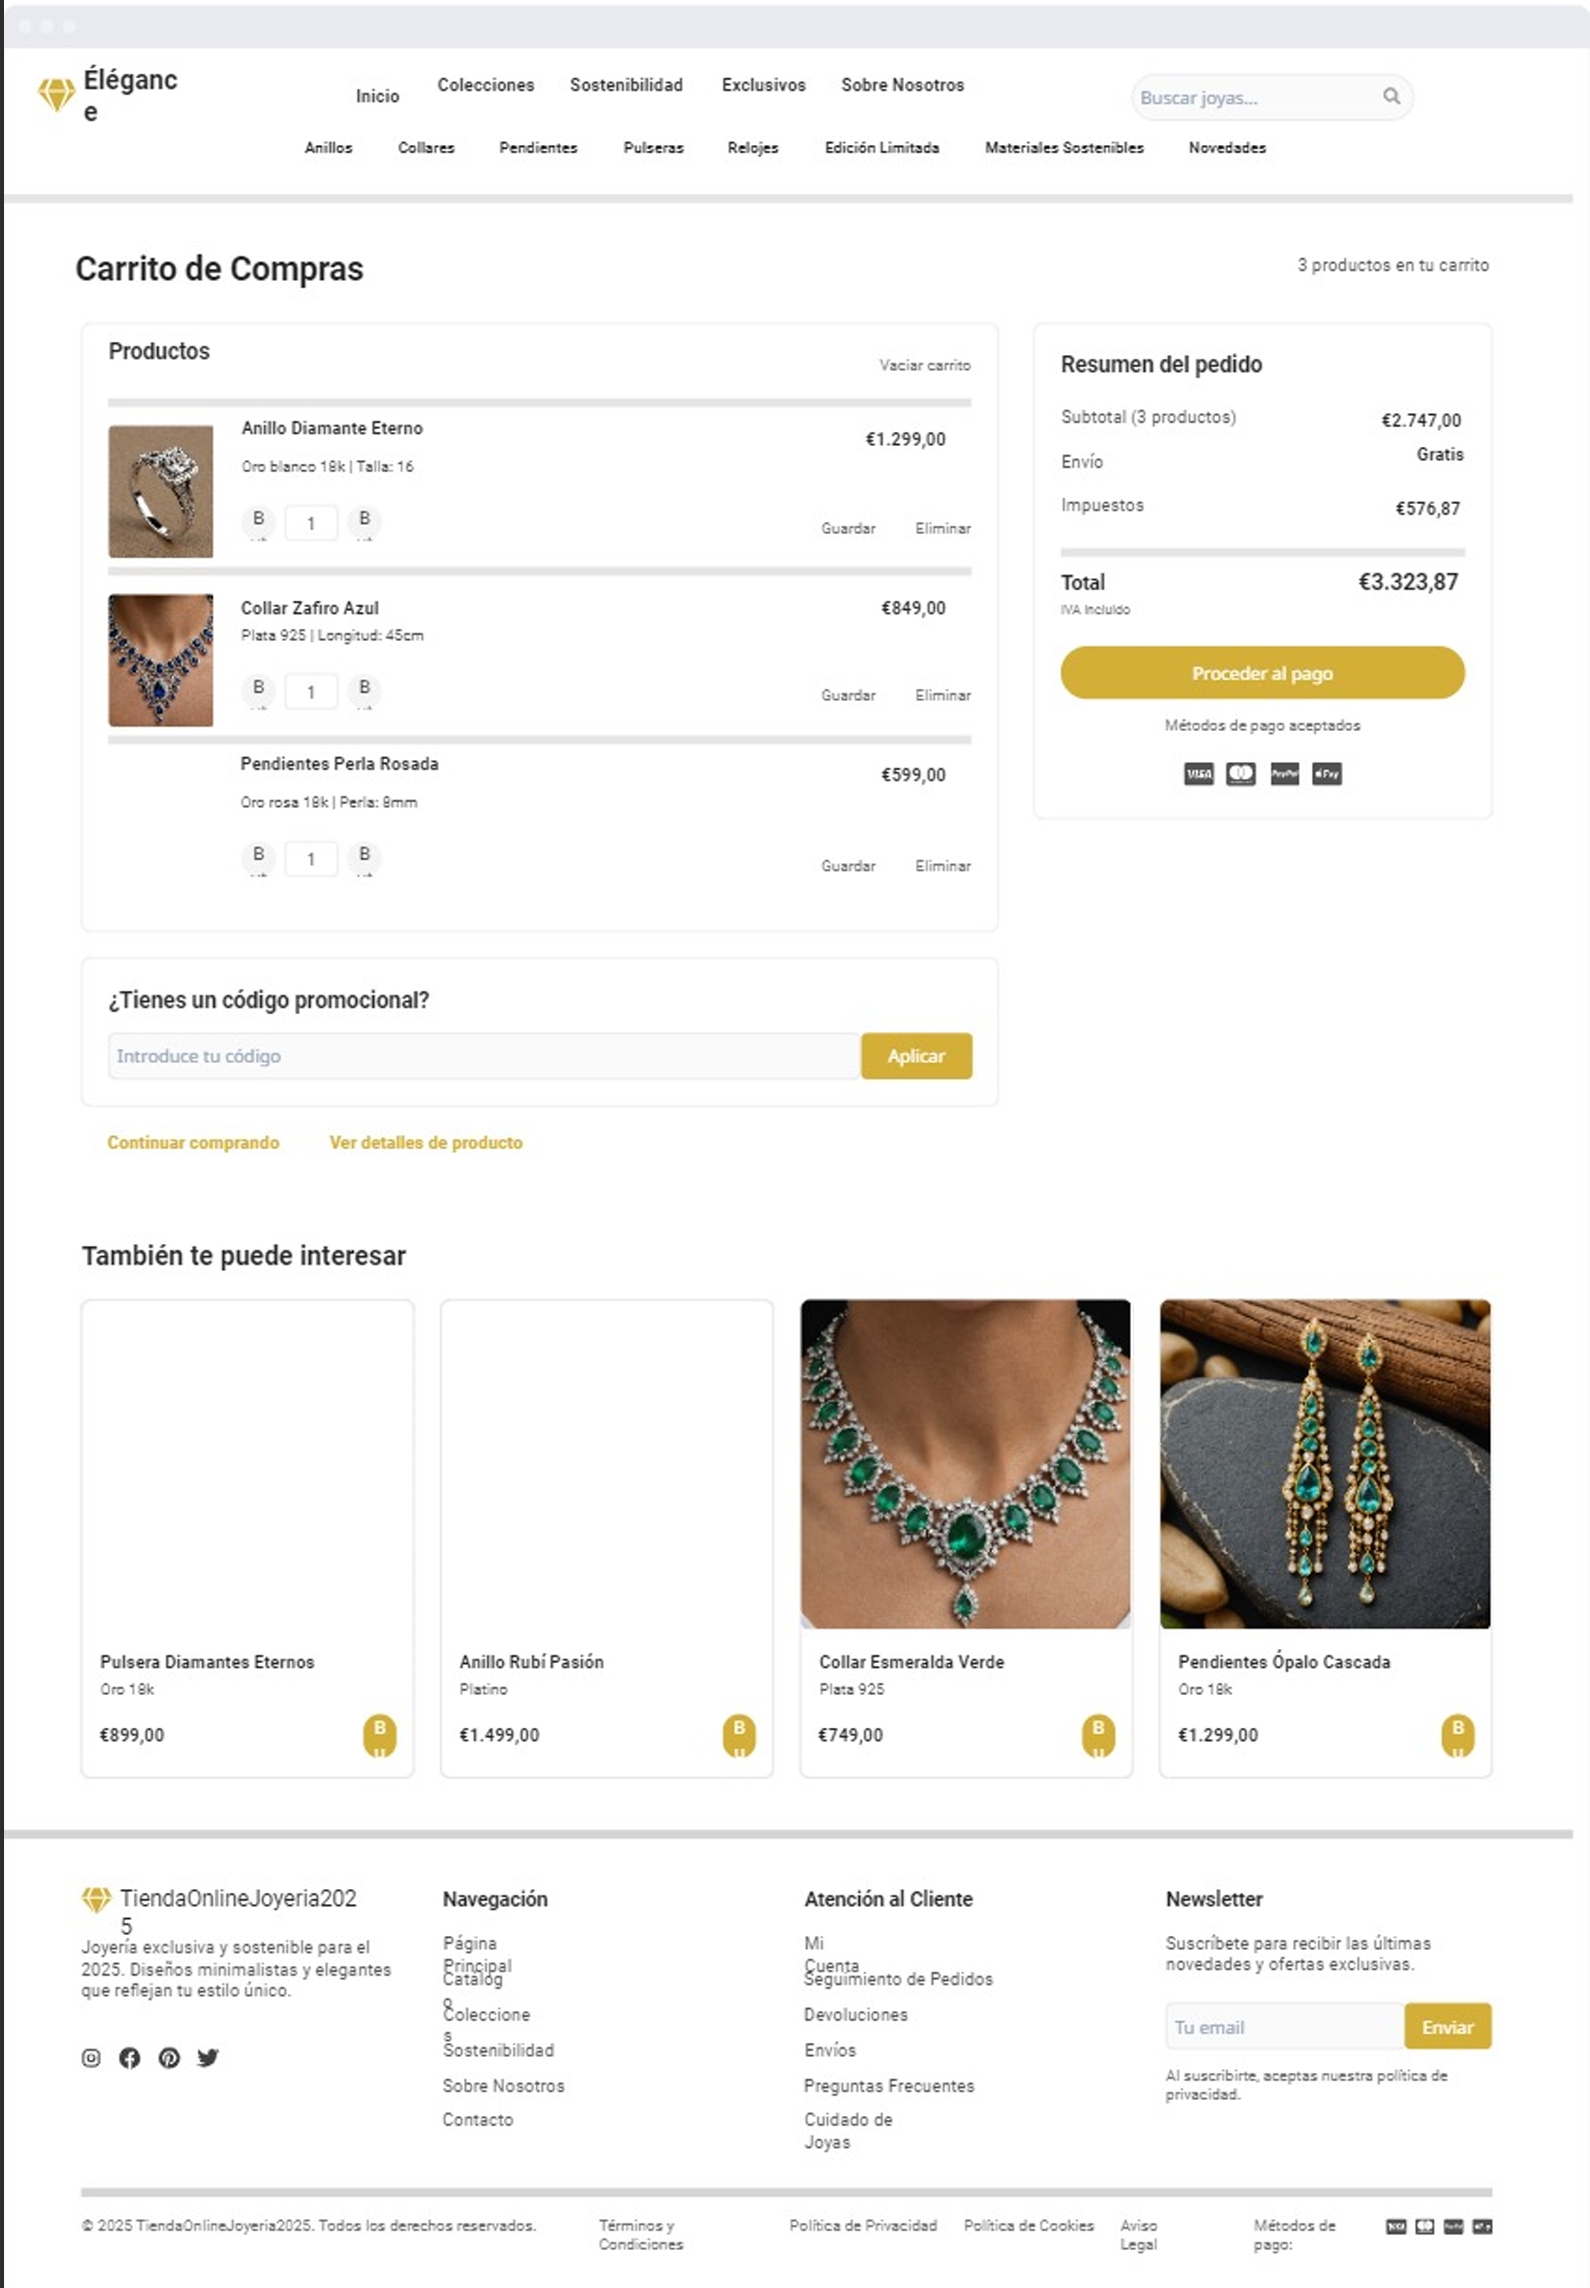 Éléganc
e
Inicio
Colecciones
Sostenibilidad
Exclusivos
Sobre Nosotros
Buscar joyas...
Anillos
Collares
Pendientes
Pulseras
Relojes
Edición Limitada
Materiales Sostenibles
Novedades
Carrito de Compras
3 productos en tu carrito
Productos
Vaciar carrito
Anillo Diamante Eterno
€1.299,00
Oro blanco 18k | Talla: 16
B
1
B
Guardar
Eliminar
Collar Zafiro Azul
€849,00
Plata 925 | Longitud: 45cm
B
1
B
Guardar
Eliminar
Pendientes Perla Rosada
€599,00
Oro rosa 18k | Perla: 8mm
B
1
B
Guardar
Eliminar
Resumen del pedido
Subtotal (3 productos)
€2.747,00
Envío
Gratis
Impuestos
€576,87
Total
€3.323,87
IVA incluido
Proceder al pago
Métodos de pago aceptados
VISA
PayPal
Pay
¿Tienes un código promocional?
Introduce tu código
Aplicar
Continuar comprando
Ver detalles de producto
También te puede interesar
Pulsera Diamantes Eternos
Oro 18k
€899,00
B
u
Anillo Rubí Pasión
Platino
€1.499,00
B
u
Collar Esmeralda Verde
Plata 925
€749,00
B
u
Pendientes Ópalo Cascada
Oro 18k
€1.299,00
B
u
TiendaOnlineJoyeria202
5
Joyería exclusiva y sostenible para el
2025. Diseños minimalistas y elegantes
que reflejan tu estilo único.
Navegación
Página
Principal
Catálog
o
Coleccione
s
Sostenibilidad
Sobre Nosotros
Contacto
Atención al Cliente
Mi
Cuenta
Seguimiento de Pedidos
Devoluciones
Envíos
Preguntas Frecuentes
Cuidado de
Joyas
Newsletter
Suscríbete para recibir las últimas
novedades y ofertas exclusivas.
Tu email
Enviar
Al suscribirte, aceptas nuestra política de
privacidad.
© 2025 TiendaOnlineJoyeria2025. Todos los derechos reservados.
Términos y
Condiciones
Política de Privacidad
Política de Cookies
Aviso
Legal
Métodos de
pago: